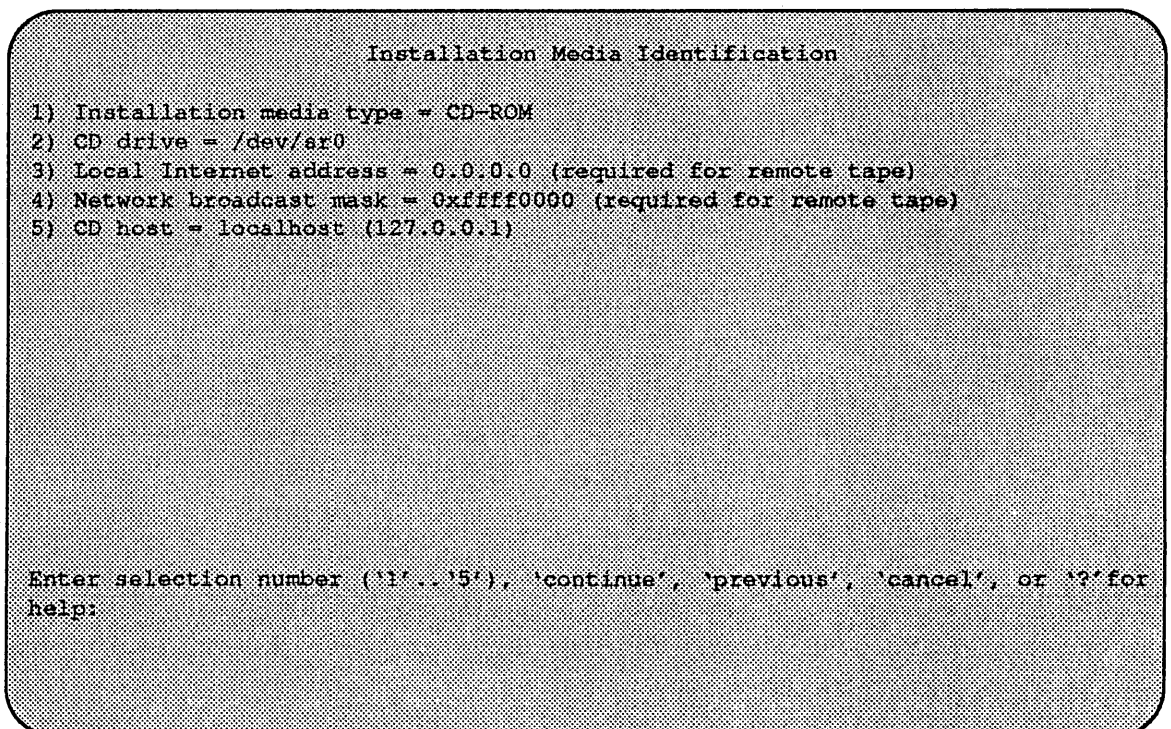 Installation Media Identification
1) Installation media type = CD-ROM
2) CD drive = /dev/sr0
3) Local Internet address = 0.0.0.0 (required for remote tape)
4) Network broadcast mask = 0xffff0000 (required for remote tape)
5) CD host = localhost (127.0.0.1)
Enter selection number ('1'..'5'), 'continue', 'previous', 'cancel', or '?'for
help: